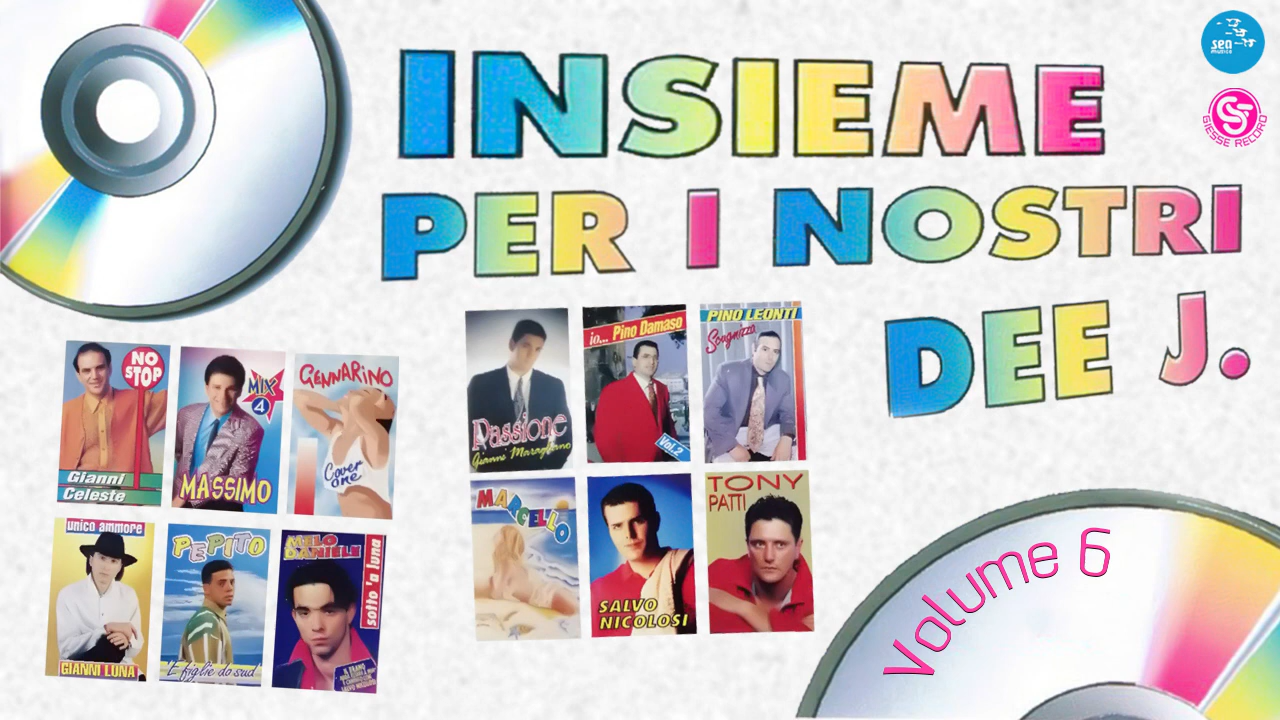 INSIEME
PER I NOSTRI
DEE J.
sea
musica
GIESSE RECORD
NO
STOP
Gianni
Celeste
MIX
4
MASSIMO
GENNARINO
Cover
one
unico ammore
GIANNI LUNA
PEPITO
'E figlie do sud
MELO
DANIELE
sotto 'a luna
Passione
Gianni Maragliano
io... Pino Damaso
Vol.2
PINO LEONTI
Scugnizzo
MARCELLO
SALVO
NICOLOSI
TONY
PATTI
Volume 6